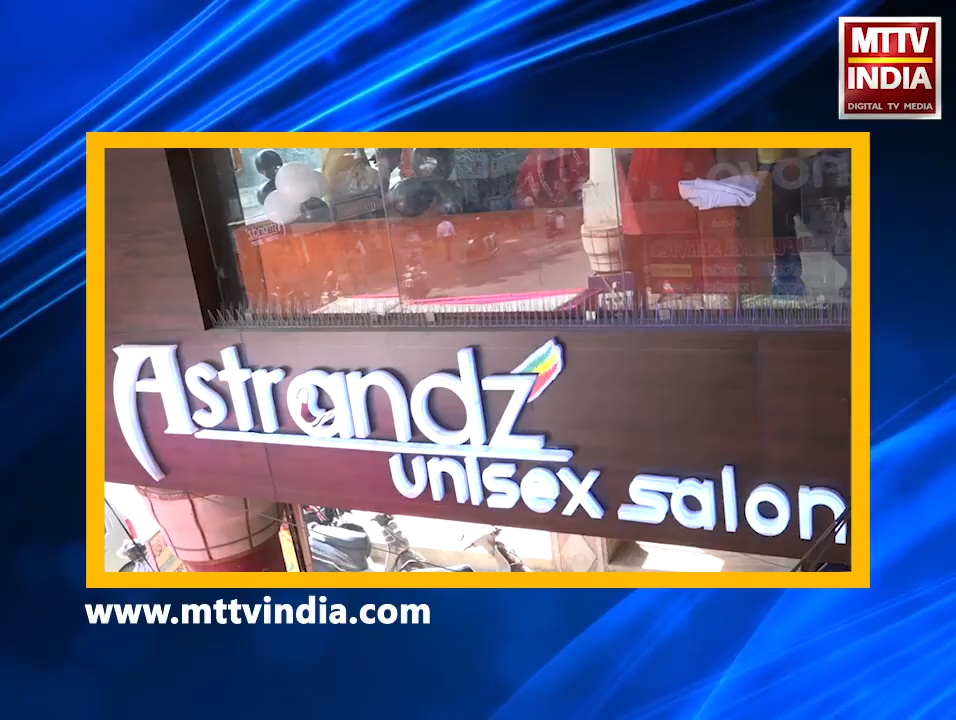 MTTV
INDIA
DIGITAL TV MEDIA
Astrandz
unisex salon
www.mttvindia.com